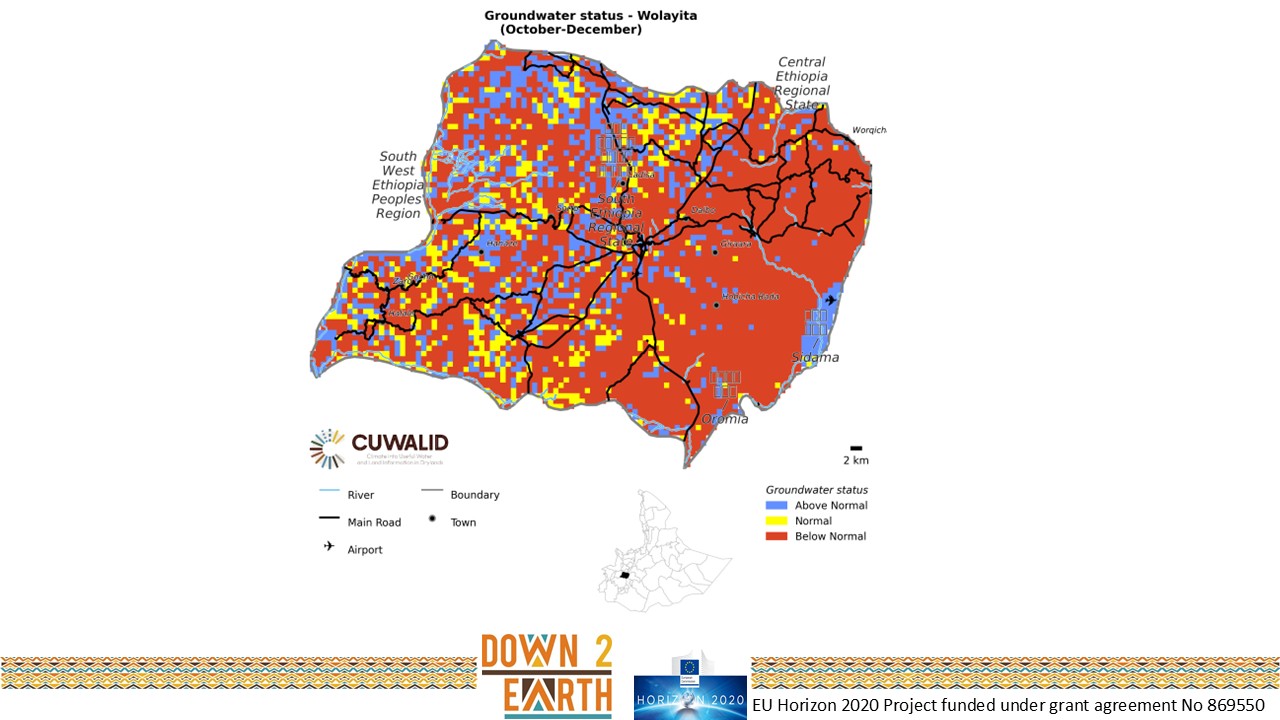 Groundwater status - Wolayita
(October-December)
Central
Ethiopia
Regional
State
Worqich
South
West
Ethiopia
Peoples
Region
South
Ethiopia
Regional
State
Sidama
Oromia
CUWALID
Climate into Useful Water
and Land Information in Drylands
2 km
River
Boundary
Main Road
Town
Airport
Groundwater status
Above Normal
Normal
Below Normal
DOWN 2
EARTH
European
Commission
HORIZON 2020
EU Horizon 2020 Project funded under grant agreement No 869550